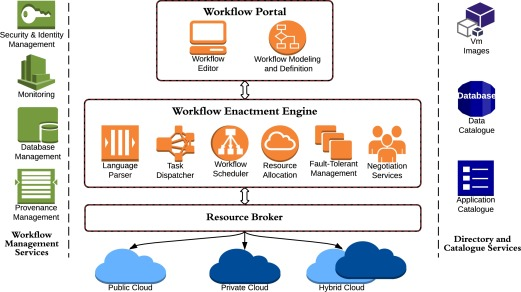 Security & Identity
Management
Monitoring
Database
Management
Provenance
Management
Workflow
Management
Services
Workflow Portal
Workflow
Editor
Workflow Modeling
and Definition
Workflow Enactment Engine
Language
Parser
Task
Dispatcher
Workflow
Scheduler
Resource
Allocation
Fault-Tolerant
Management
Negotiation
Services
Resource Broker
Public Cloud
Private Cloud
Hybrid Cloud
Vm
Images
Database
Data
Catalogue
Application
Catalogue
Directory and
Catalogue Services